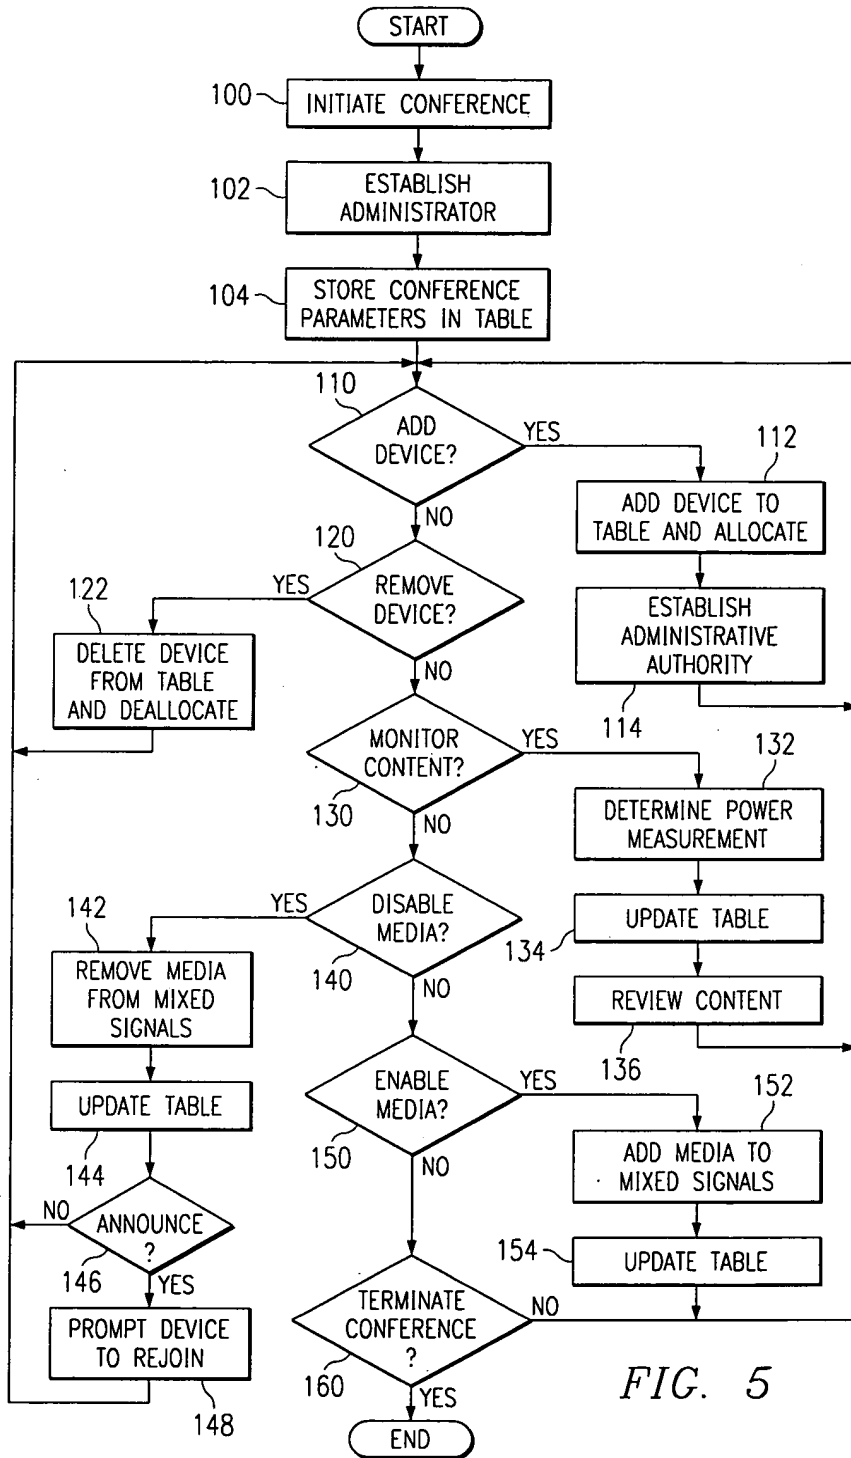 START
100
INITIATE CONFERENCE
102
ESTABLISH
ADMINISTRATOR
104
STORE CONFERENCE
PARAMETERS IN TABLE
110
ADD
DEVICE?
YES
NO
112
ADD DEVICE TO
TABLE AND ALLOCATE
ESTABLISH
ADMINISTRATIVE
AUTHORITY
114
120
REMOVE
DEVICE?
YES
NO
122
DELETE DEVICE
FROM TABLE
AND DEALLOCATE
MONITOR
CONTENT?
130
YES
NO
132
DETERMINE POWER
MEASUREMENT
UPDATE TABLE
134
REVIEW CONTENT
136
DISABLE
MEDIA?
140
YES
NO
142
REMOVE MEDIA
FROM MIXED
SIGNALS
UPDATE TABLE
144
ANNOUNCE
?
146
NO
YES
PROMPT DEVICE
TO REJOIN
148
ENABLE
MEDIA?
150
YES
NO
152
ADD MEDIA TO
MIXED SIGNALS
154
UPDATE TABLE
TERMINATE
CONFERENCE
?
160
NO
YES
END
FIG. 5